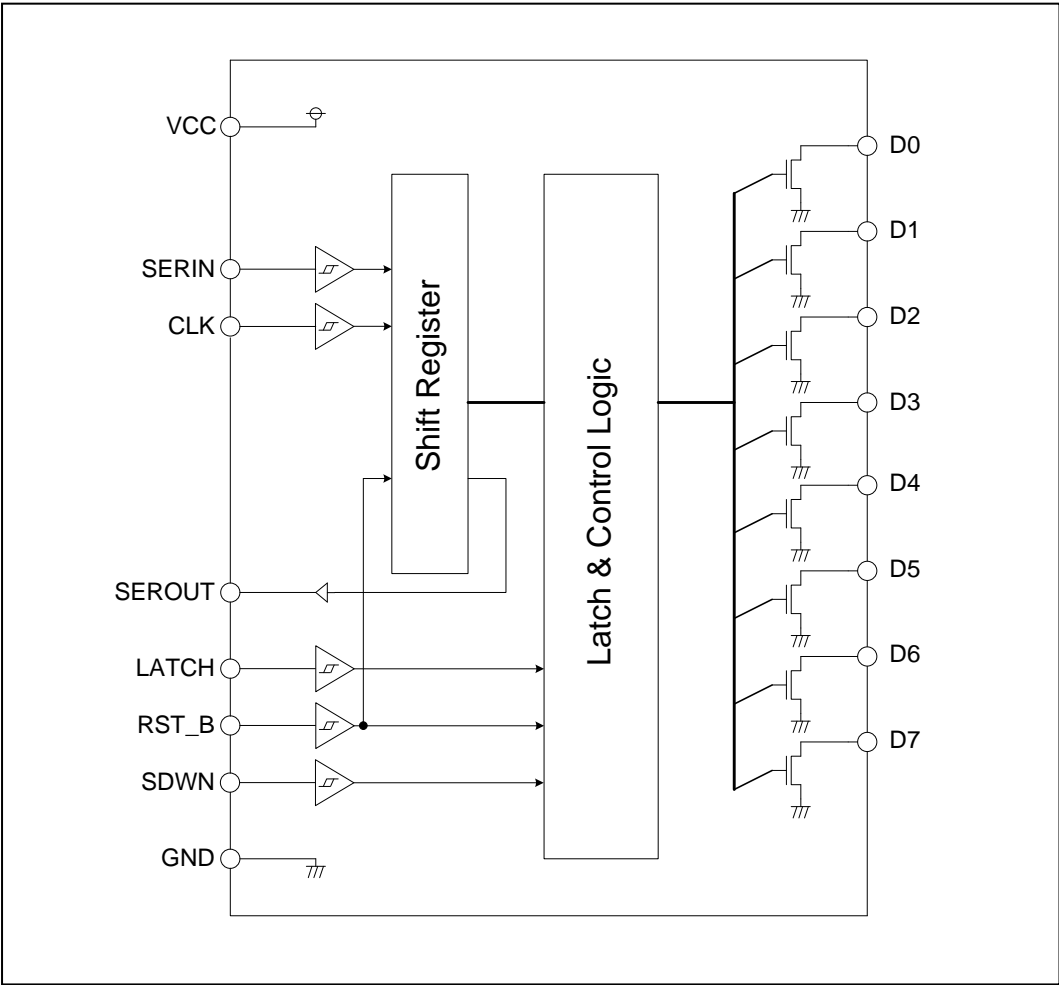 VCC
SERIN
CLK
SEROUT
LATCH
RST_B
SDWN
GND
Shift Register
Latch & Control Logic
D0
D1
D2
D3
D4
D5
D6
D7